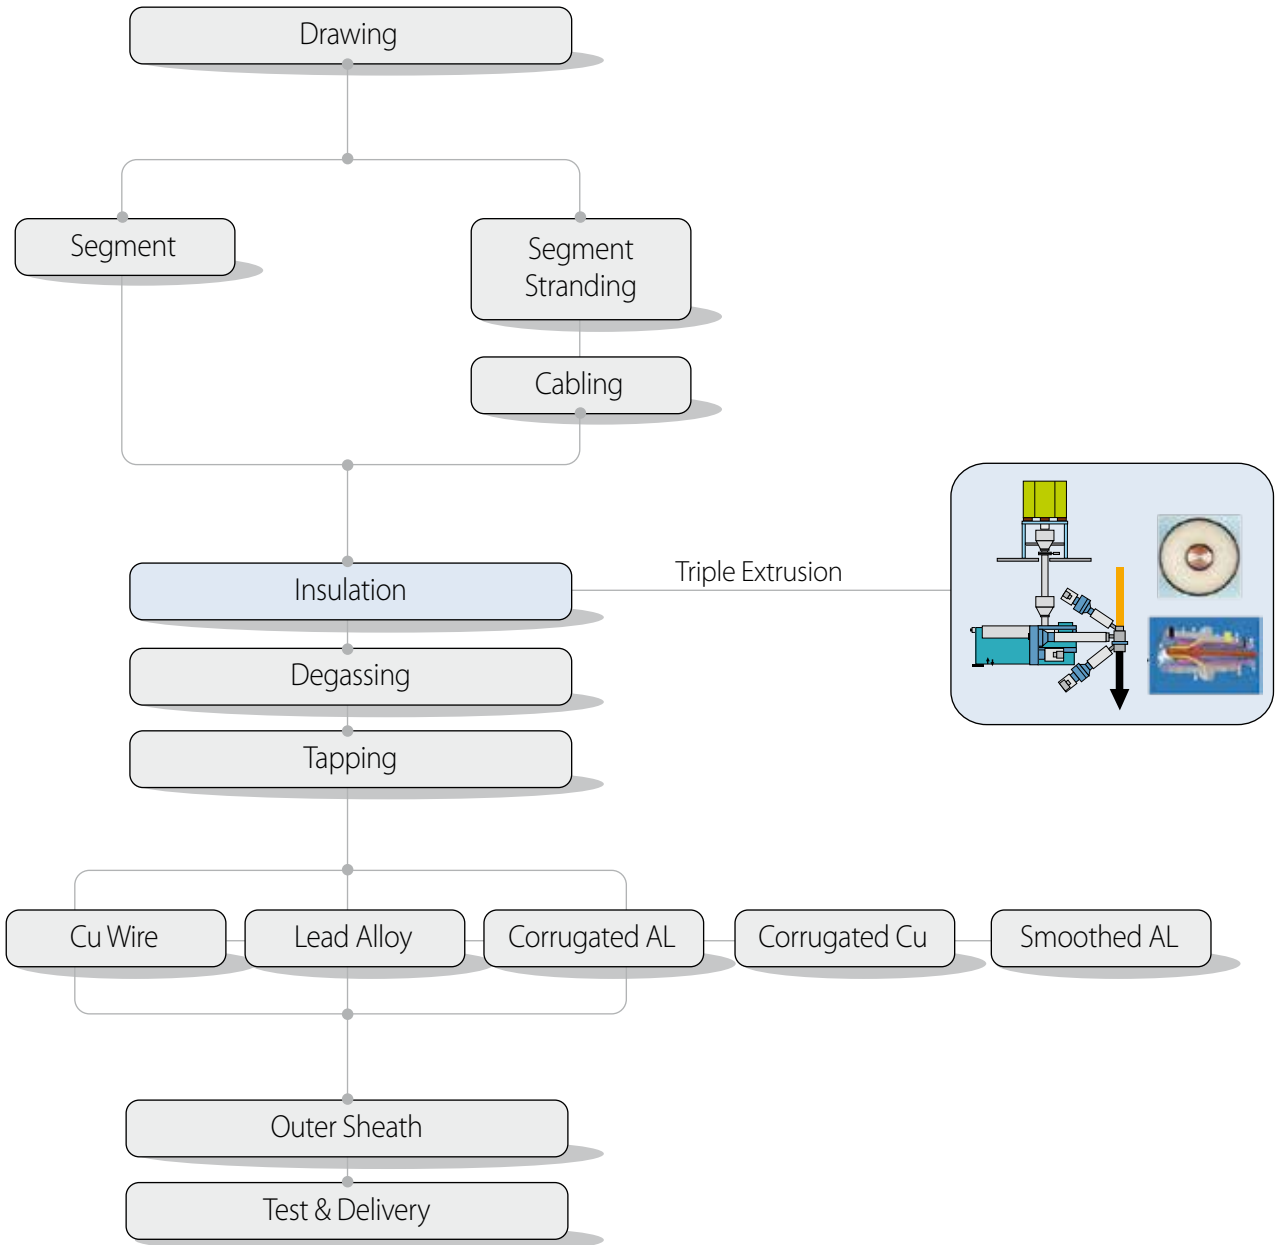 Drawing
Segment
Segment
Stranding
Cabling
Insulation
Triple Extrusion
Degassing
Tapping
Cu Wire
Lead Alloy
Corrugated AL
Corrugated Cu
Smoothed AL
Outer Sheath
Test & Delivery